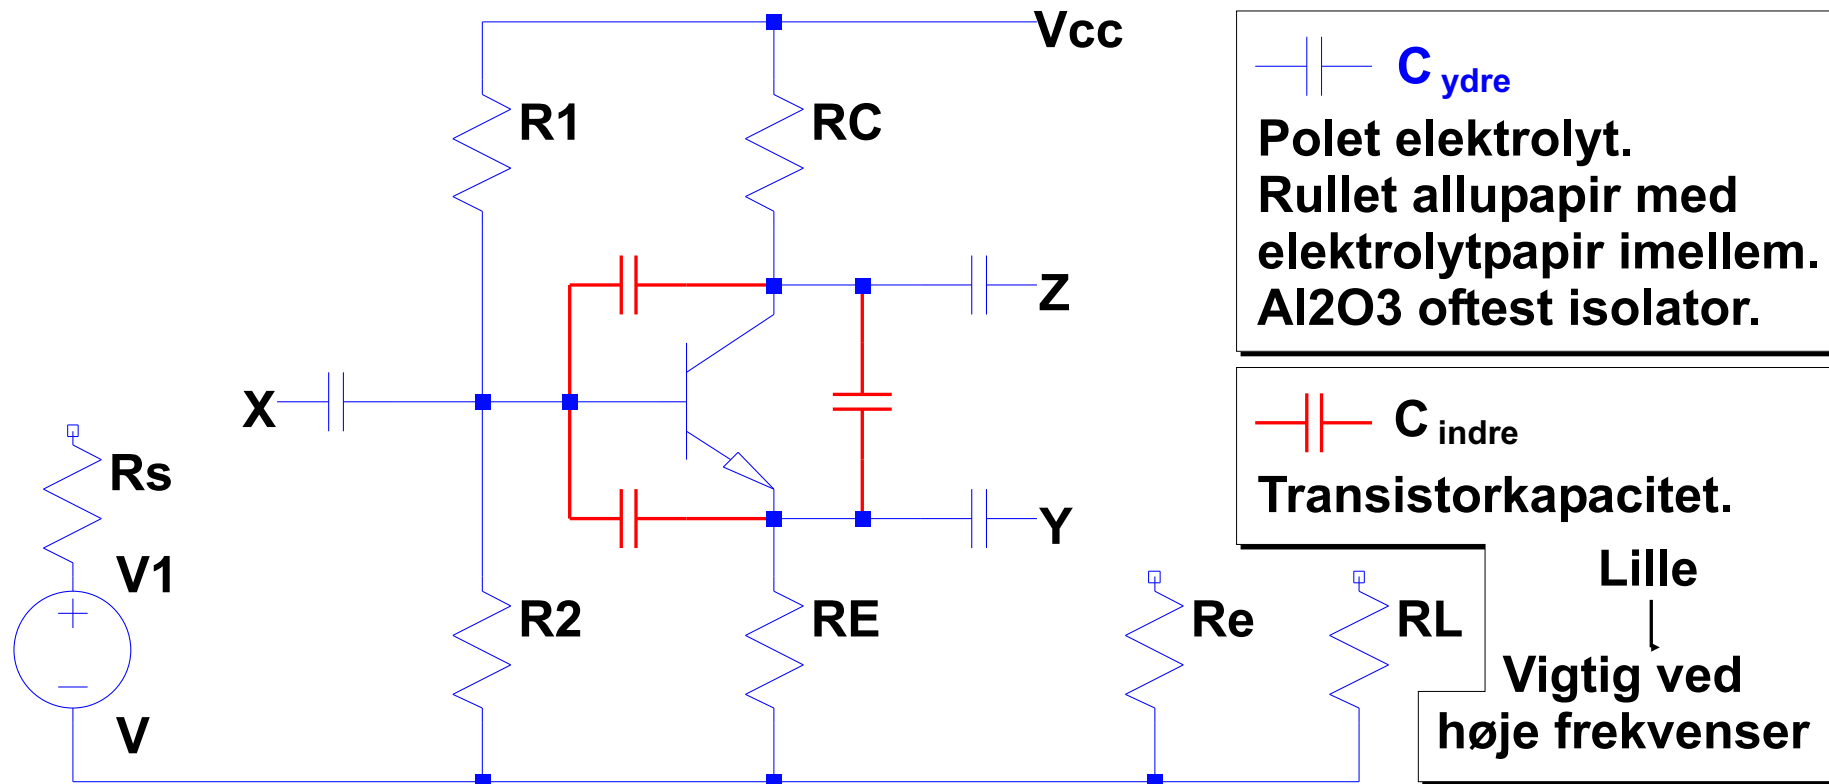 Vcc
R1
RC
Z
X
Y
Rs
V1
V
R2
RE
Re
RL
C ydre
Polet elektrolyt.
Rullet allupapir med
elektrolytpapir imellem.
Al2O3 oftest isolator.
C indre
Transistorkapacitet.
Lille
Vigtig ved
høje frekvenser